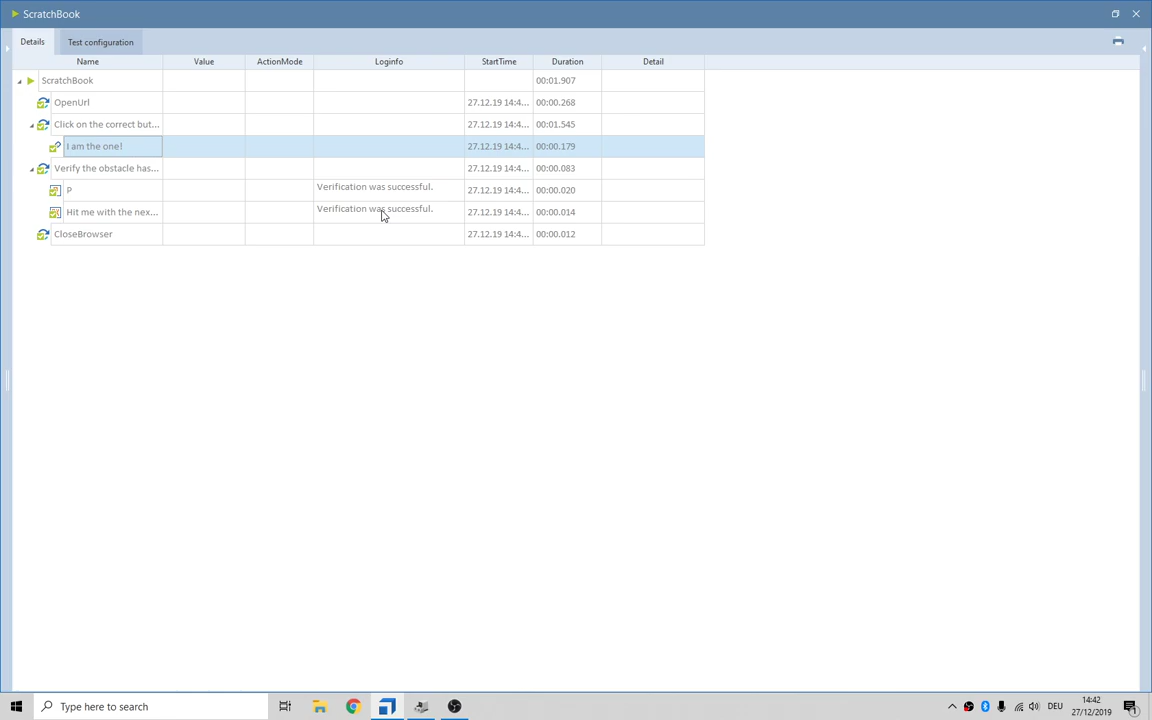 ScratchBook
Details Test configuration
Name Value ActionMode Loginfo StartTime Duration Detail
ScratchBook 00:01.907
OpenUrl 27.12.19 14:4... 00:00.268
Click on the correct but... 27.12.19 14:4... 00:01.545
I am the one! 27.12.19 14:4... 00:00.179
Verify the obstacle has... 27.12.19 14:4... 00:00.083
P Verification was successful. 27.12.19 14:4... 00:00.020
Hit me with the nex... Verification was successful. 27.12.19 14:4... 00:00.014
CloseBrowser 27.12.19 14:4... 00:00.012
Type here to search
DEU
14:42
27/12/2019
1